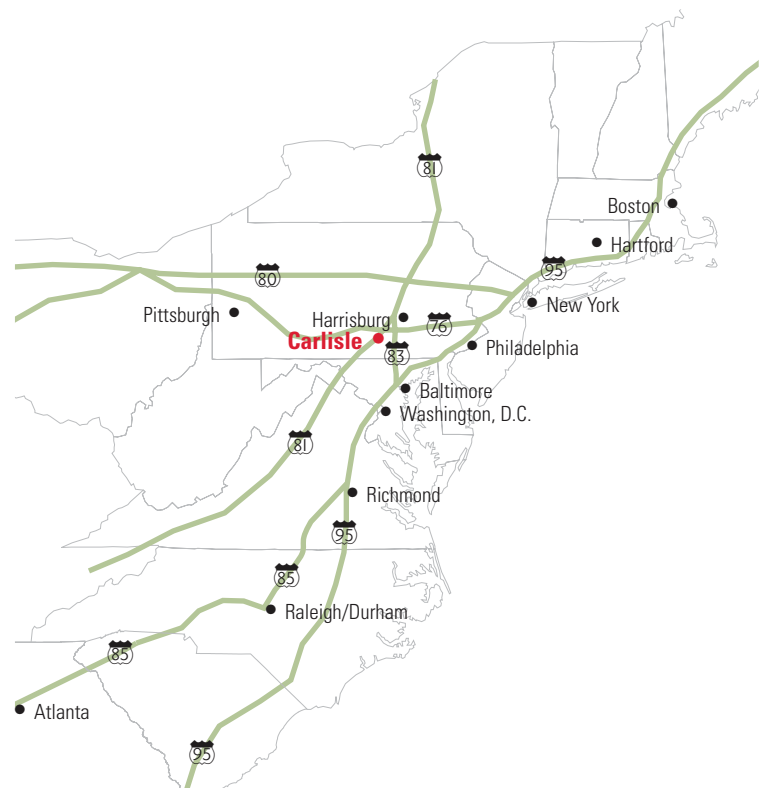 81
Boston
Hartford
95
80
New York
Pittsburgh
Harrisburg
76
Carlisle
83
Philadelphia
Baltimore
Washington, D.C.
81
Richmond
95
85
Raleigh/Durham
85
Atlanta
95